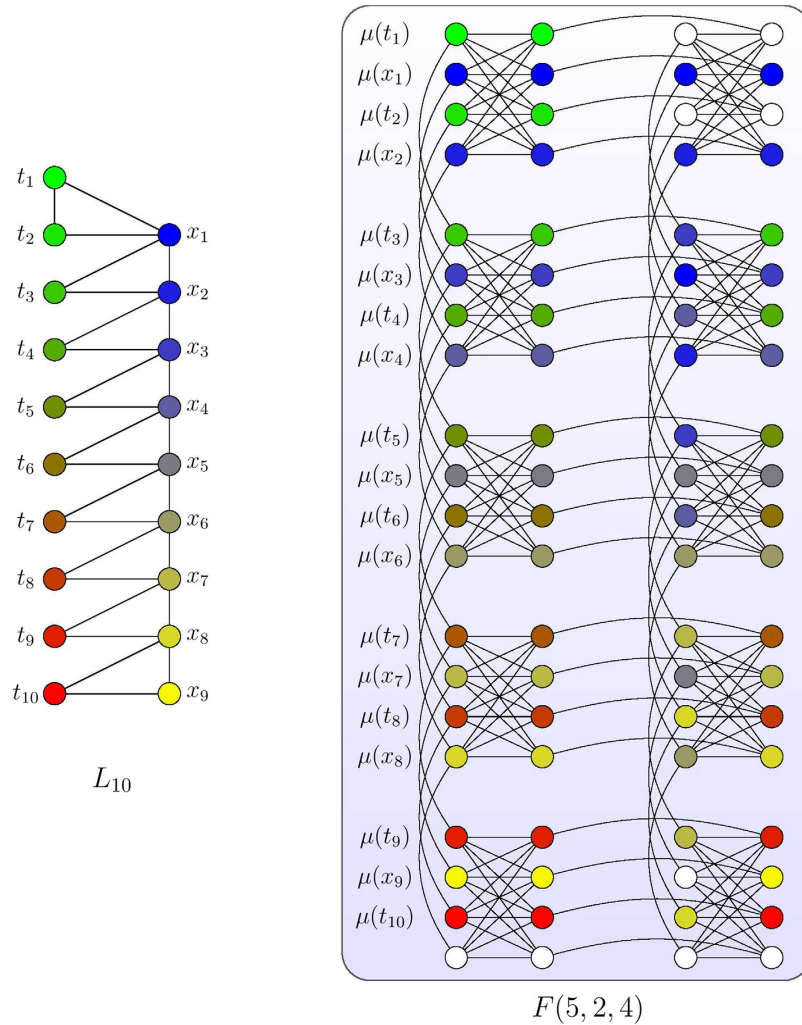 t₁
t₂ x₁
t₃ x₂
t₄ x₃
t₅ x₄
t₆ x₅
t₇ x₆
t₈ x₇
t₉ x₈
t₁₀ x₉
L₁₀
μ(t₁)
μ(x₁)
μ(t₂)
μ(x₂)
μ(t₃)
μ(x₃)
μ(t₄)
μ(x₄)
μ(t₅)
μ(x₅)
μ(t₆)
μ(x₆)
μ(t₇)
μ(x₇)
μ(t₈)
μ(x₈)
μ(t₉)
μ(x₉)
μ(t₁₀)
F(5, 2, 4)